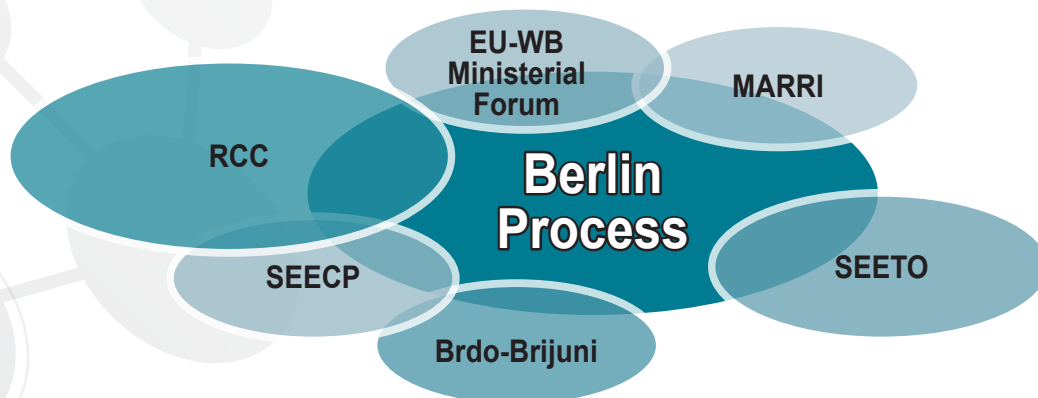 EU-WB
Ministerial
Forum
MARRI
RCC
Berlin
Process
SEECP
SEETO
Brdo-Brijuni